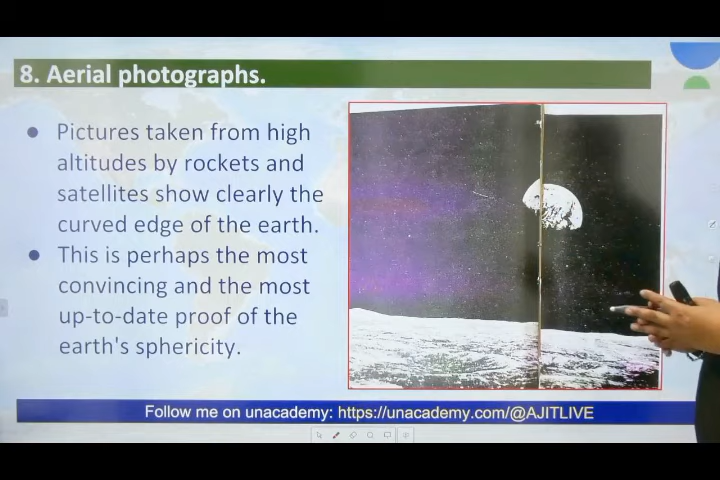 8. Aerial photographs.
● Pictures taken from high
altitudes by rockets and
satellites show clearly the
curved edge of the earth.
● This is perhaps the most
convincing and the most
up-to-date proof of the
earth's sphericity.
Follow me on unacademy: https://unacademy.com/@AJITLIVE